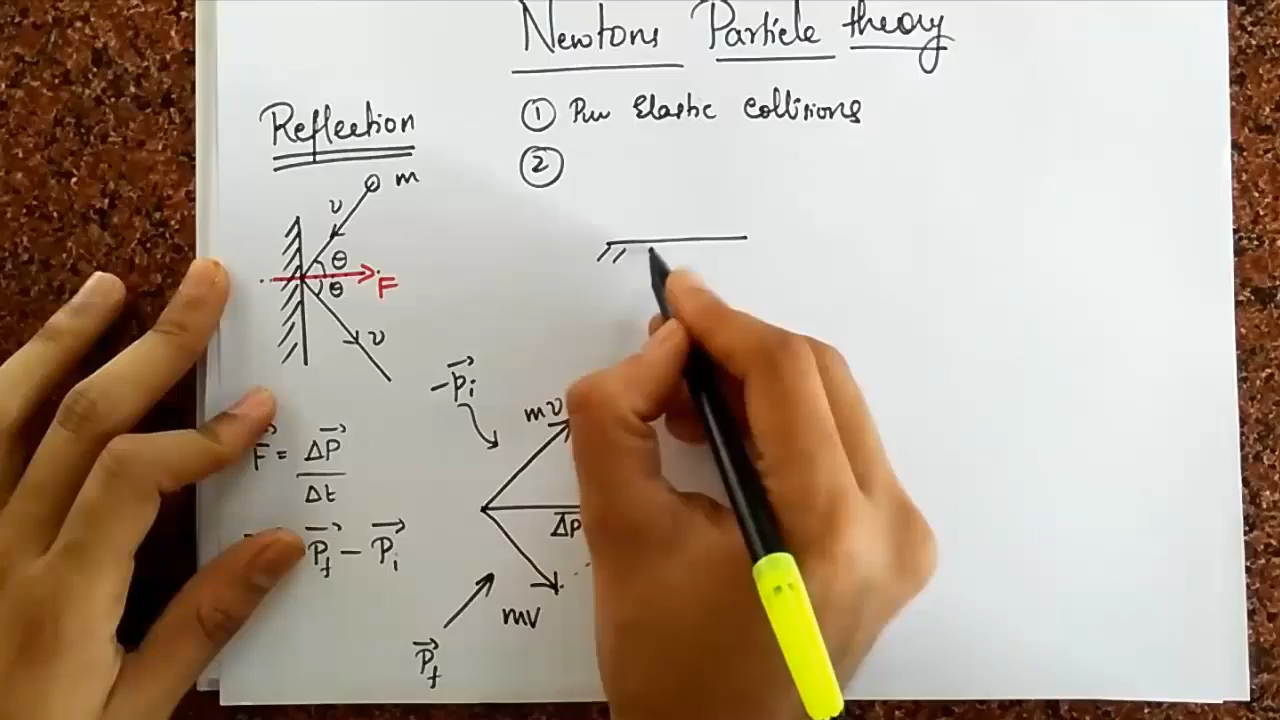 Newtons Particle theory
① Pure Elastic Collisions
②
Reflection
m
v
θ
θ
F
v
-p⃗i
mv
F⃗ = ΔP⃗
Δt
P⃗f - P⃗i
ΔP
mv
P⃗f